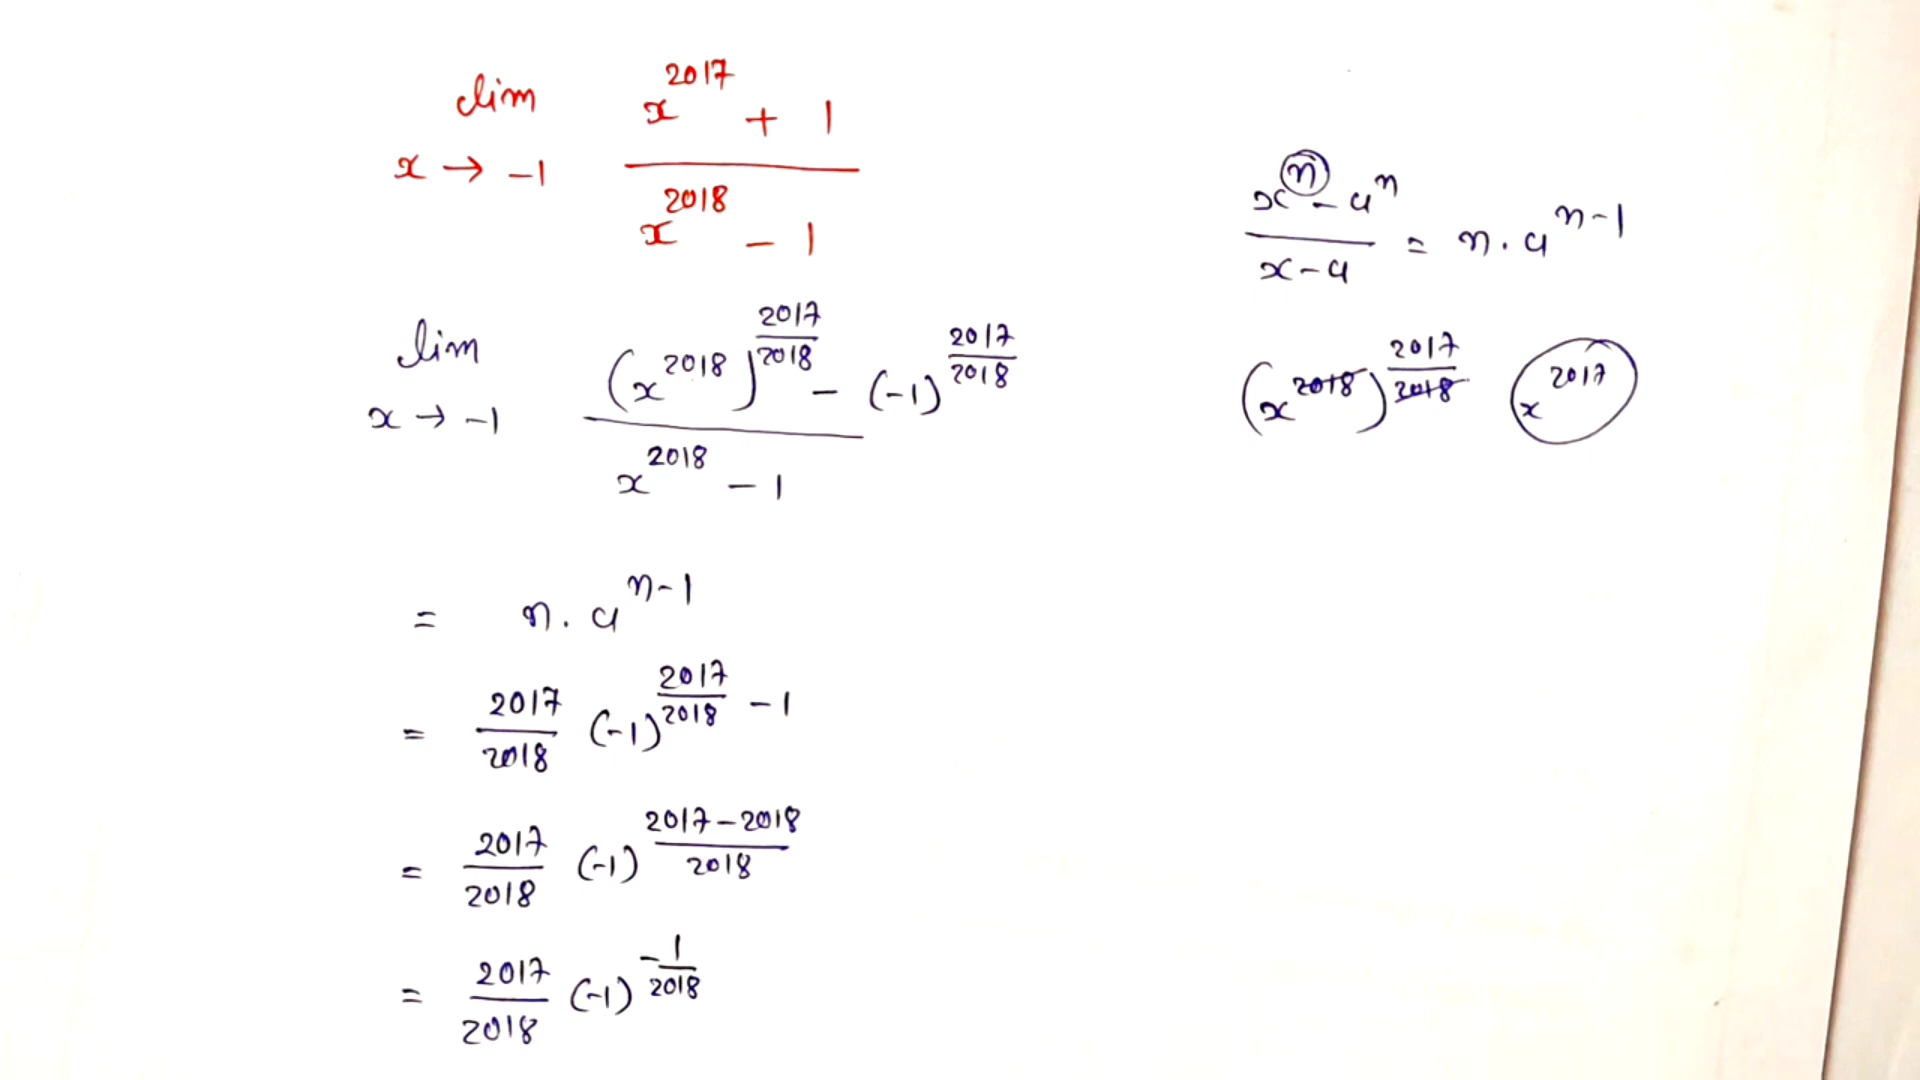 lim x → -1 (x^2017 + 1) / (x^2018 - 1)
(x^n - a^n) / (x - a) = n . a^(n-1)
lim x → -1 ((x^2018)^(2017/2018) - (-1)^(2017/2018)) / (x^2018 - 1)
(x^2018)^(2017/2018) x^2017
= n . a^(n-1)
= 2017/2018 (-1)^(2017/2018 - 1)
= 2017/2018 (-1)^((2017-2018)/2018)
= 2017/2018 (-1)^(-1/2018)